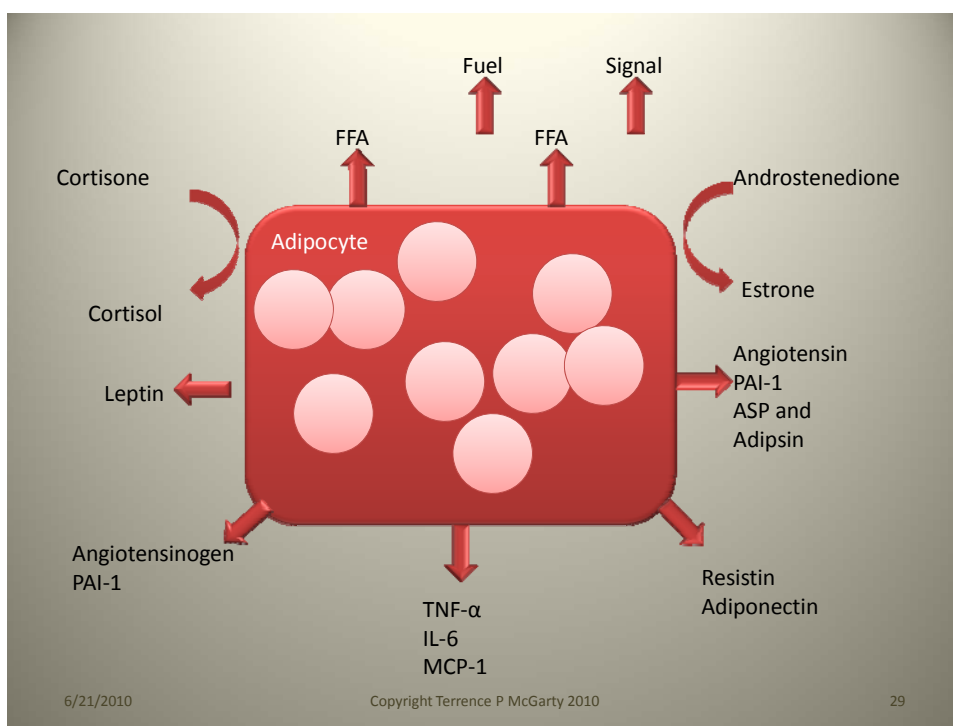 Fuel
Signal
FFA
FFA
Cortisone
Androstenedione
Adipocyte
Cortisol
Estrone
Leptin
Angiotensin
PAI-1
ASP and
Adipsin
Angiotensinogen
PAI-1
TNF-α
IL-6
MCP-1
Resistin
Adiponectin
6/21/2010
Copyright Terrence P McGarty 2010
29